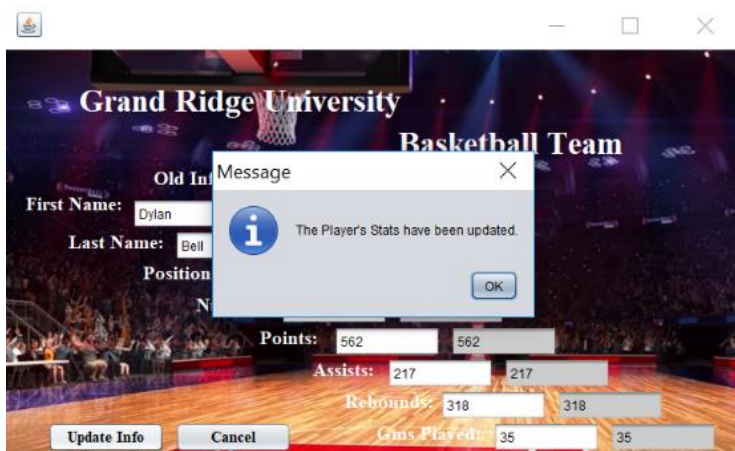 Grand Ridge University
Basketball Team
Old
Message
First Name: Dylan
The Player's Stats have been updated.
Last Name: Bell
Position
OK
Points: 562 562
Assists: 217 217
Rebounds: 318 318
Update Info Cancel Gms Played: 35 35